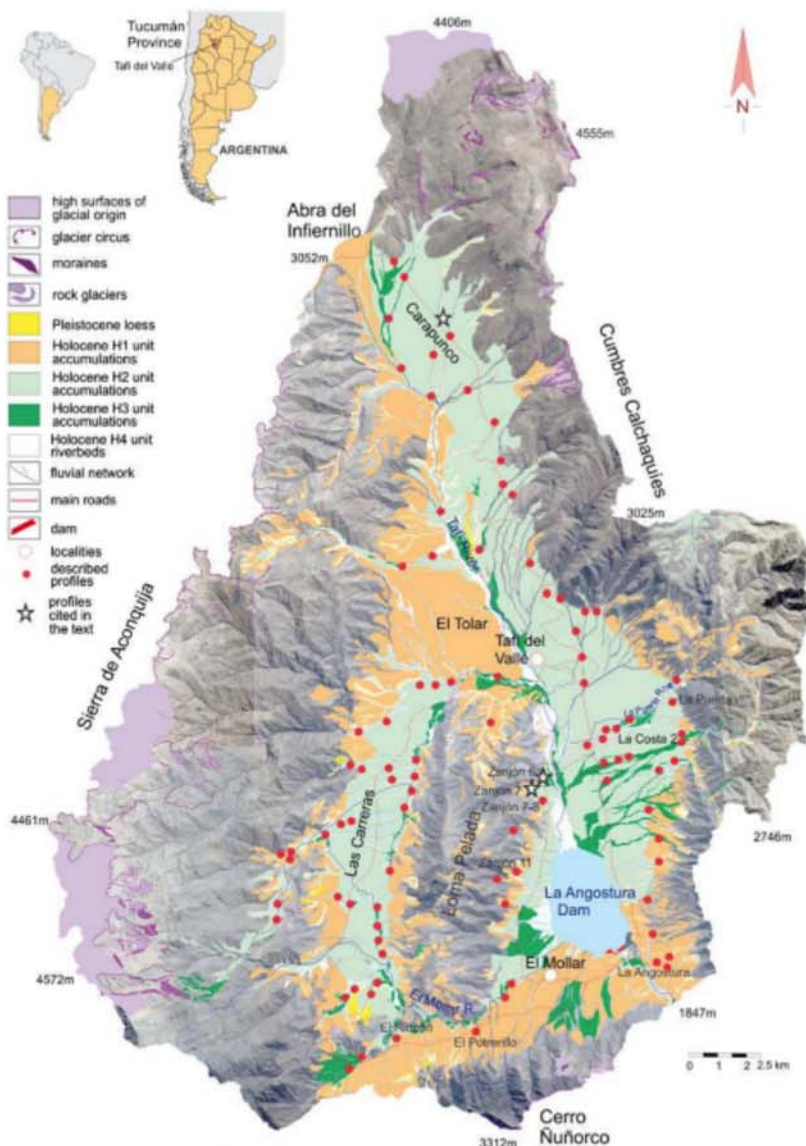 Tucumán
Province
Tafí del Valle
ARGENTINA
4406m
N
4555m
high surfaces of
glacial origin
glacier circus
moraines
rock glaciers
Pleistocene loess
Holocene H1 unit
accumulations
Holocene H2 unit
accumulations
Holocene H3 unit
accumulations
Holocene H4 unit
riverbeds
fluvial network
main roads
dam
localities
described
profiles
profiles
cited in
the text
Abra del
Infiernillo
3052m
Carapunco
Cumbres Calchaquíes
3025m
Sierra de Aconquija
El Tolar
Tafí del
Valle
La Puntita
La Costa 2
Zanjón 7
Zanjón 11
Las Carreras
Loma Pelada
4461m
2746m
La Angostura
Dam
El Mollar
La Angostura
4572m
El Mollar R.
El Rincón
El Potrerillo
1847m
0 1 2 2.5 km
Cerro
Ñuñorco
3312m